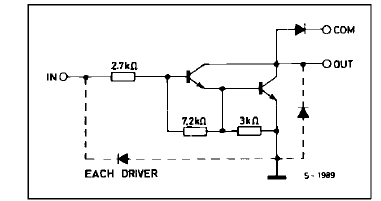 COM
OUT
2.7kΩ
IN
7.2kΩ
3kΩ
EACH DRIVER
S-1989